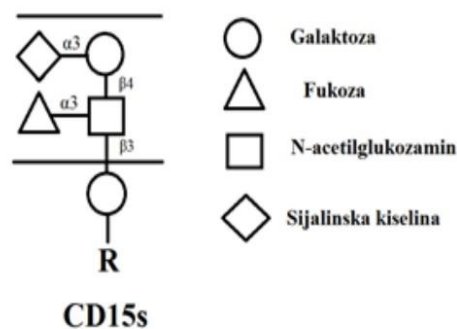 α3
β4
α3
β3
R
CD15s
Galaktoza
Fukoza
N-acetilglukozamin
Sijalinska kiselina